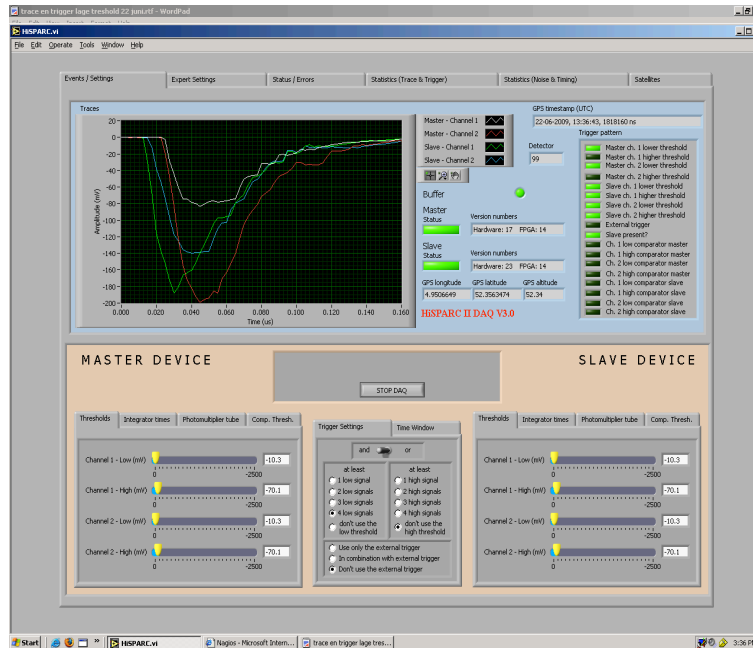 trace en trigger lage treshold 22 juni.rtf - WordPad
HiSPARC.vi
File Edit Operate Tools Window Help
Events / Settings
Expert Settings
Status / Errors
Statistics (Trace & Trigger)
Statistics (Noise & Timing)
Satellites
Traces
20
0
-20
-40
-60
-80
-100
-120
-140
-160
-180
-200
Amplitude (mV)
0.000 0.020 0.040 0.060 0.080 0.100 0.120 0.140 0.160
Time (us)
Master - Channel 1
Master - Channel 2
Slave - Channel 1
Slave - Channel 2
GPS timestamp (UTC)
22-06-2009, 13:36:43, 1818160 ns
Detector
99
Buffer
Master
Status
Version numbers
Hardware: 17 FPGA: 14
Slave
Status
Version numbers
Hardware: 23 FPGA: 14
GPS longitude GPS latitude GPS altitude
4.9506649 52.3563474 52.34
HiSPARC II DAQ V3.0
Trigger pattern
Master ch. 1 lower threshold
Master ch. 1 higher threshold
Master ch. 2 lower threshold
Master ch. 2 higher threshold
Slave ch. 1 lower threshold
Slave ch. 1 higher threshold
Slave ch. 2 lower threshold
Slave ch. 2 higher threshold
External trigger
Slave present?
Ch. 1 low comparator master
Ch. 1 high comparator master
Ch. 2 low comparator master
Ch. 2 high comparator master
Ch. 1 low comparator slave
Ch. 1 high comparator slave
Ch. 2 low comparator slave
Ch. 2 high comparator slave
MASTER DEVICE
STOP DAQ
SLAVE DEVICE
Thresholds Integrator times Photomultiplier tube Comp. Thresh.
Channel 1 - Low (mV) -10.3
0 -2500
Channel 1 - High (mV) -70.1
0 -2500
Channel 2 - Low (mV) -10.3
0 -2500
Channel 2 - High (mV) -70.1
0 -2500
Trigger Settings Time Window
and or
at least
1 low signal
2 low signals
3 low signals
4 low signals
don't use the
low threshold
at least
1 high signal
2 high signals
3 high signals
4 high signals
don't use the
high threshold
Use only the external trigger
In combination with external trigger
Don't use the external trigger
Thresholds Integrator times Photomultiplier tube Comp. Thresh.
Channel 1 - Low (mV) -10.3
0 -2500
Channel 1 - High (mV) -70.1
0 -2500
Channel 2 - Low (mV) -10.3
0 -2500
Channel 2 - High (mV) -70.1
0 -2500
Start » HiSPARC.vi Nagios - Microsoft Intern... trace en trigger lage tres... 3:36 P